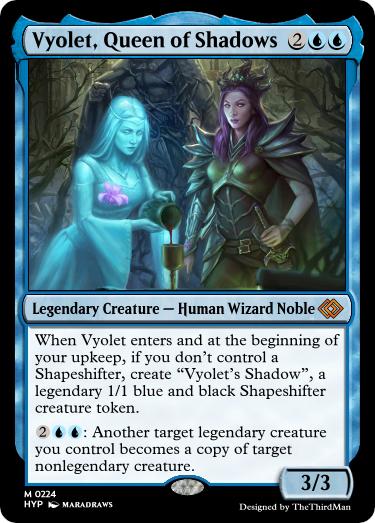 Vyolet, Queen of Shadows 2
Legendary Creature — Human Wizard Noble
When Vyolet enters and at the beginning of
your upkeep, if you don't control a
Shapeshifter, create “Vyolet's Shadow”, a
legendary 1/1 blue and black Shapeshifter
creature token.
2: Another target legendary creature
you control becomes a copy of target
nonlegendary creature.
3/3
M 0224
HYP MARADRAWS
Designed by TheThirdMan